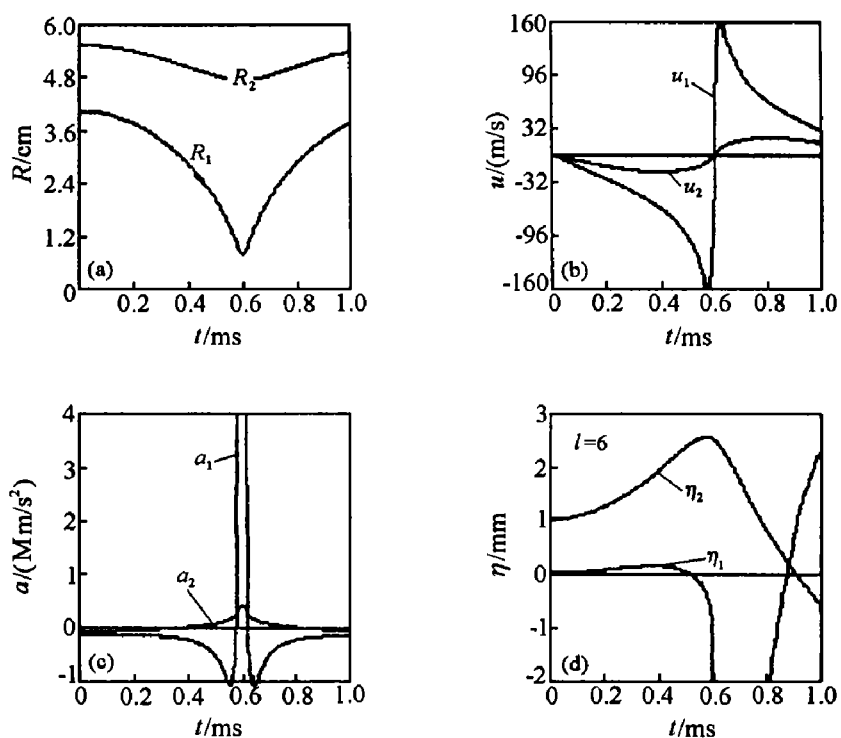 6.0
4.8
3.6
2.4
1.2
0
R/cm
R₂
R₁
(a)
0 0.2 0.4 0.6 0.8 1.0
t/ms
160
96
32
-32
-96
-160
u/(m/s)
u₁
u₂
(b)
0 0.2 0.4 0.6 0.8 1.0
t/ms
4
3
2
1
0
-1
a/(Mm/s²)
a₁
a₂
(c)
0 0.2 0.4 0.6 0.8 1.0
t/ms
3
2
1
0
-1
-2
η/mm
l=6
η₂
η₁
(d)
0 0.2 0.4 0.6 0.8 1.0
t/ms